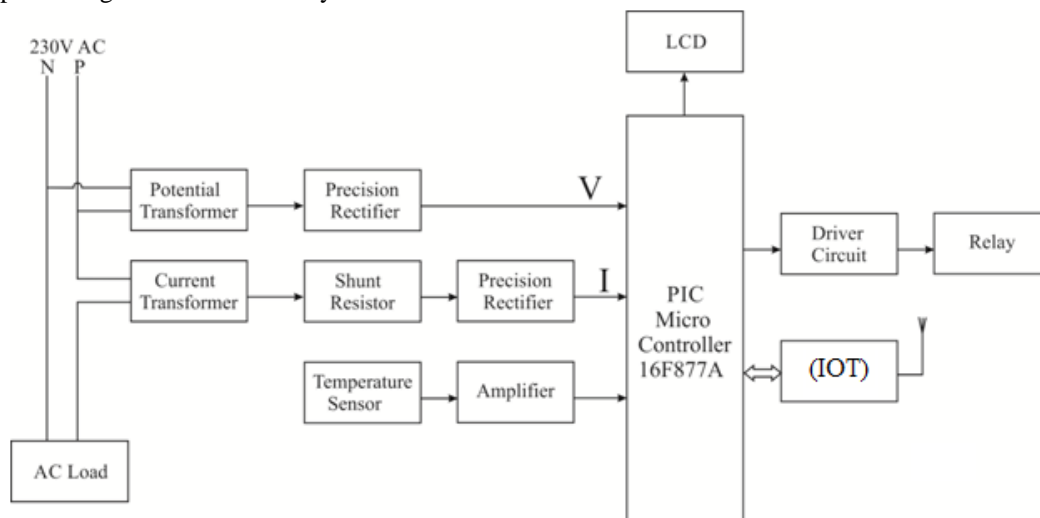 230V AC
N P
LCD
Potential
Transformer
Precision
Rectifier
V
Driver
Circuit
Relay
Current
Transformer
Shunt
Resistor
Precision
Rectifier
I
PIC
Micro
Controller
16F877A
(IOT)
Temperature
Sensor
Amplifier
AC Load